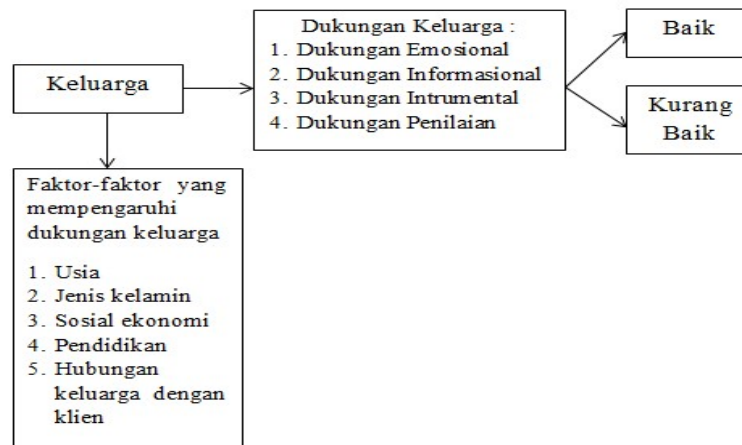 Keluarga
Dukungan Keluarga :
1. Dukungan Emosional
2. Dukungan Informasional
3. Dukungan Intrumental
4. Dukungan Penilaian
Baik
Kurang
Baik
Faktor-faktor yang
mempengaruhi
dukungan keluarga
1. Usia
2. Jenis kelamin
3. Sosial ekonomi
4. Pendidikan
5. Hubungan
keluarga dengan
klien